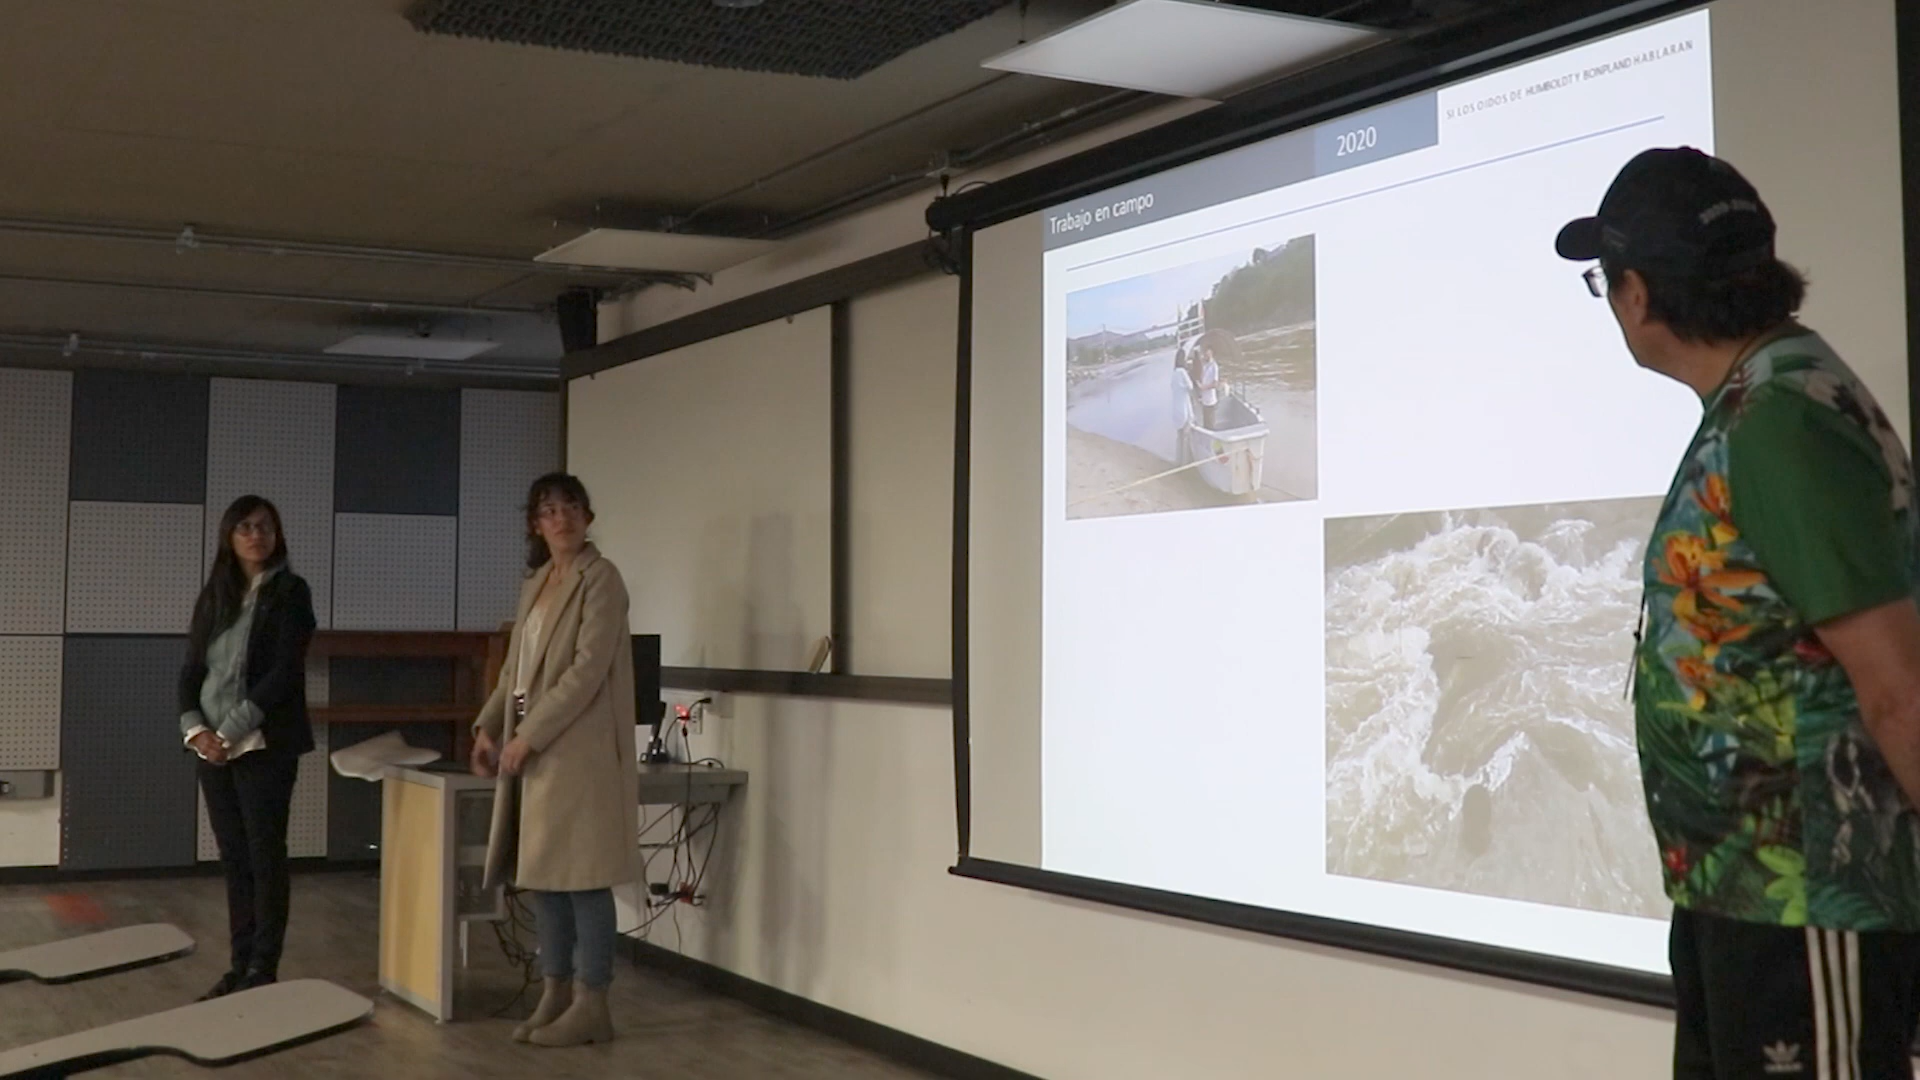 SI LOS OIDOS DE HUMBOLDT Y BONPLAND HABLARAN
2020
Trabajo en campo